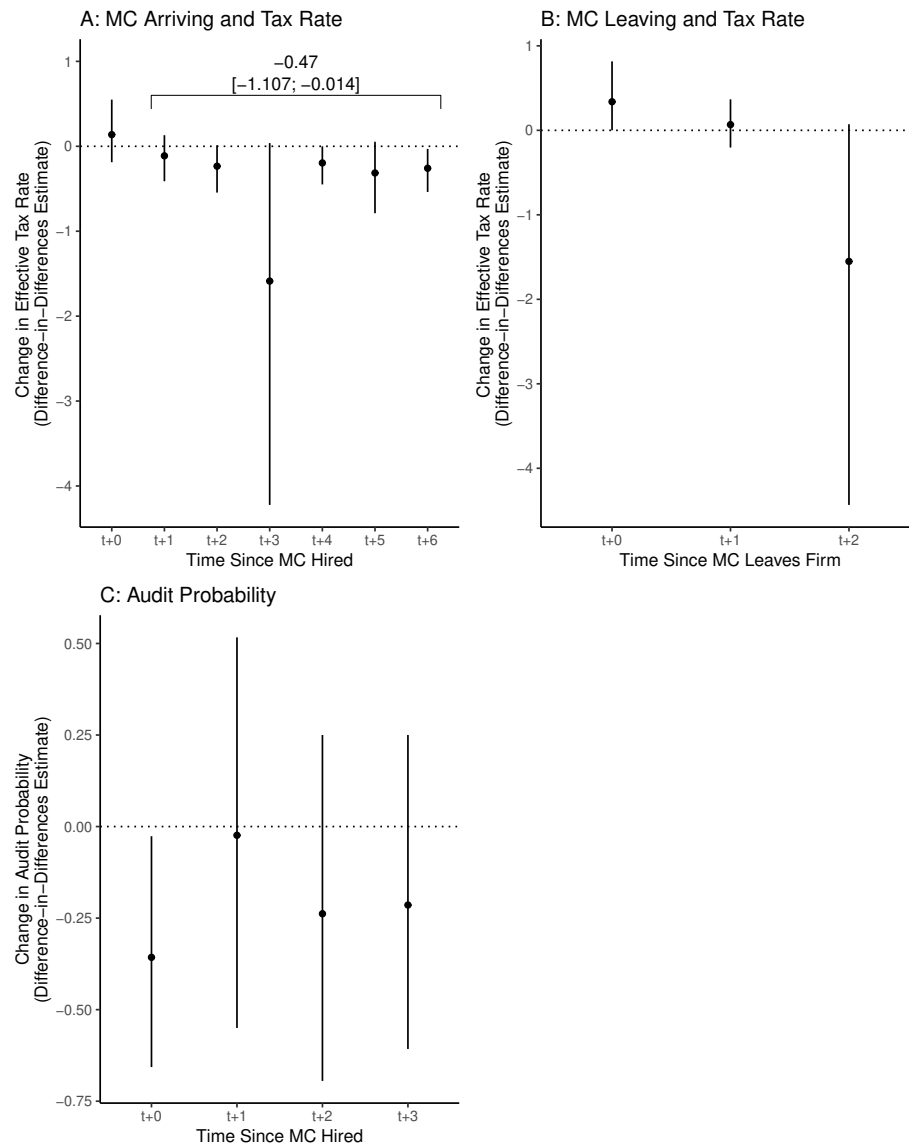 A: MC Arriving and Tax Rate
−0.47
[−1.107; −0.014]
1
0
−1
−2
−3
−4
Change in Effective Tax Rate
(Difference−in−Differences Estimate)
t+0 t+1 t+2 t+3 t+4 t+5 t+6
Time Since MC Hired
B: MC Leaving and Tax Rate
1
0
−1
−2
−3
−4
Change in Effective Tax Rate
(Difference−in−Differences Estimate)
t+0 t+1 t+2
Time Since MC Leaves Firm
C: Audit Probability
0.50
0.25
0.00
−0.25
−0.50
−0.75
Change in Audit Probability
(Difference−in−Differences Estimate)
t+0 t+1 t+2 t+3
Time Since MC Hired